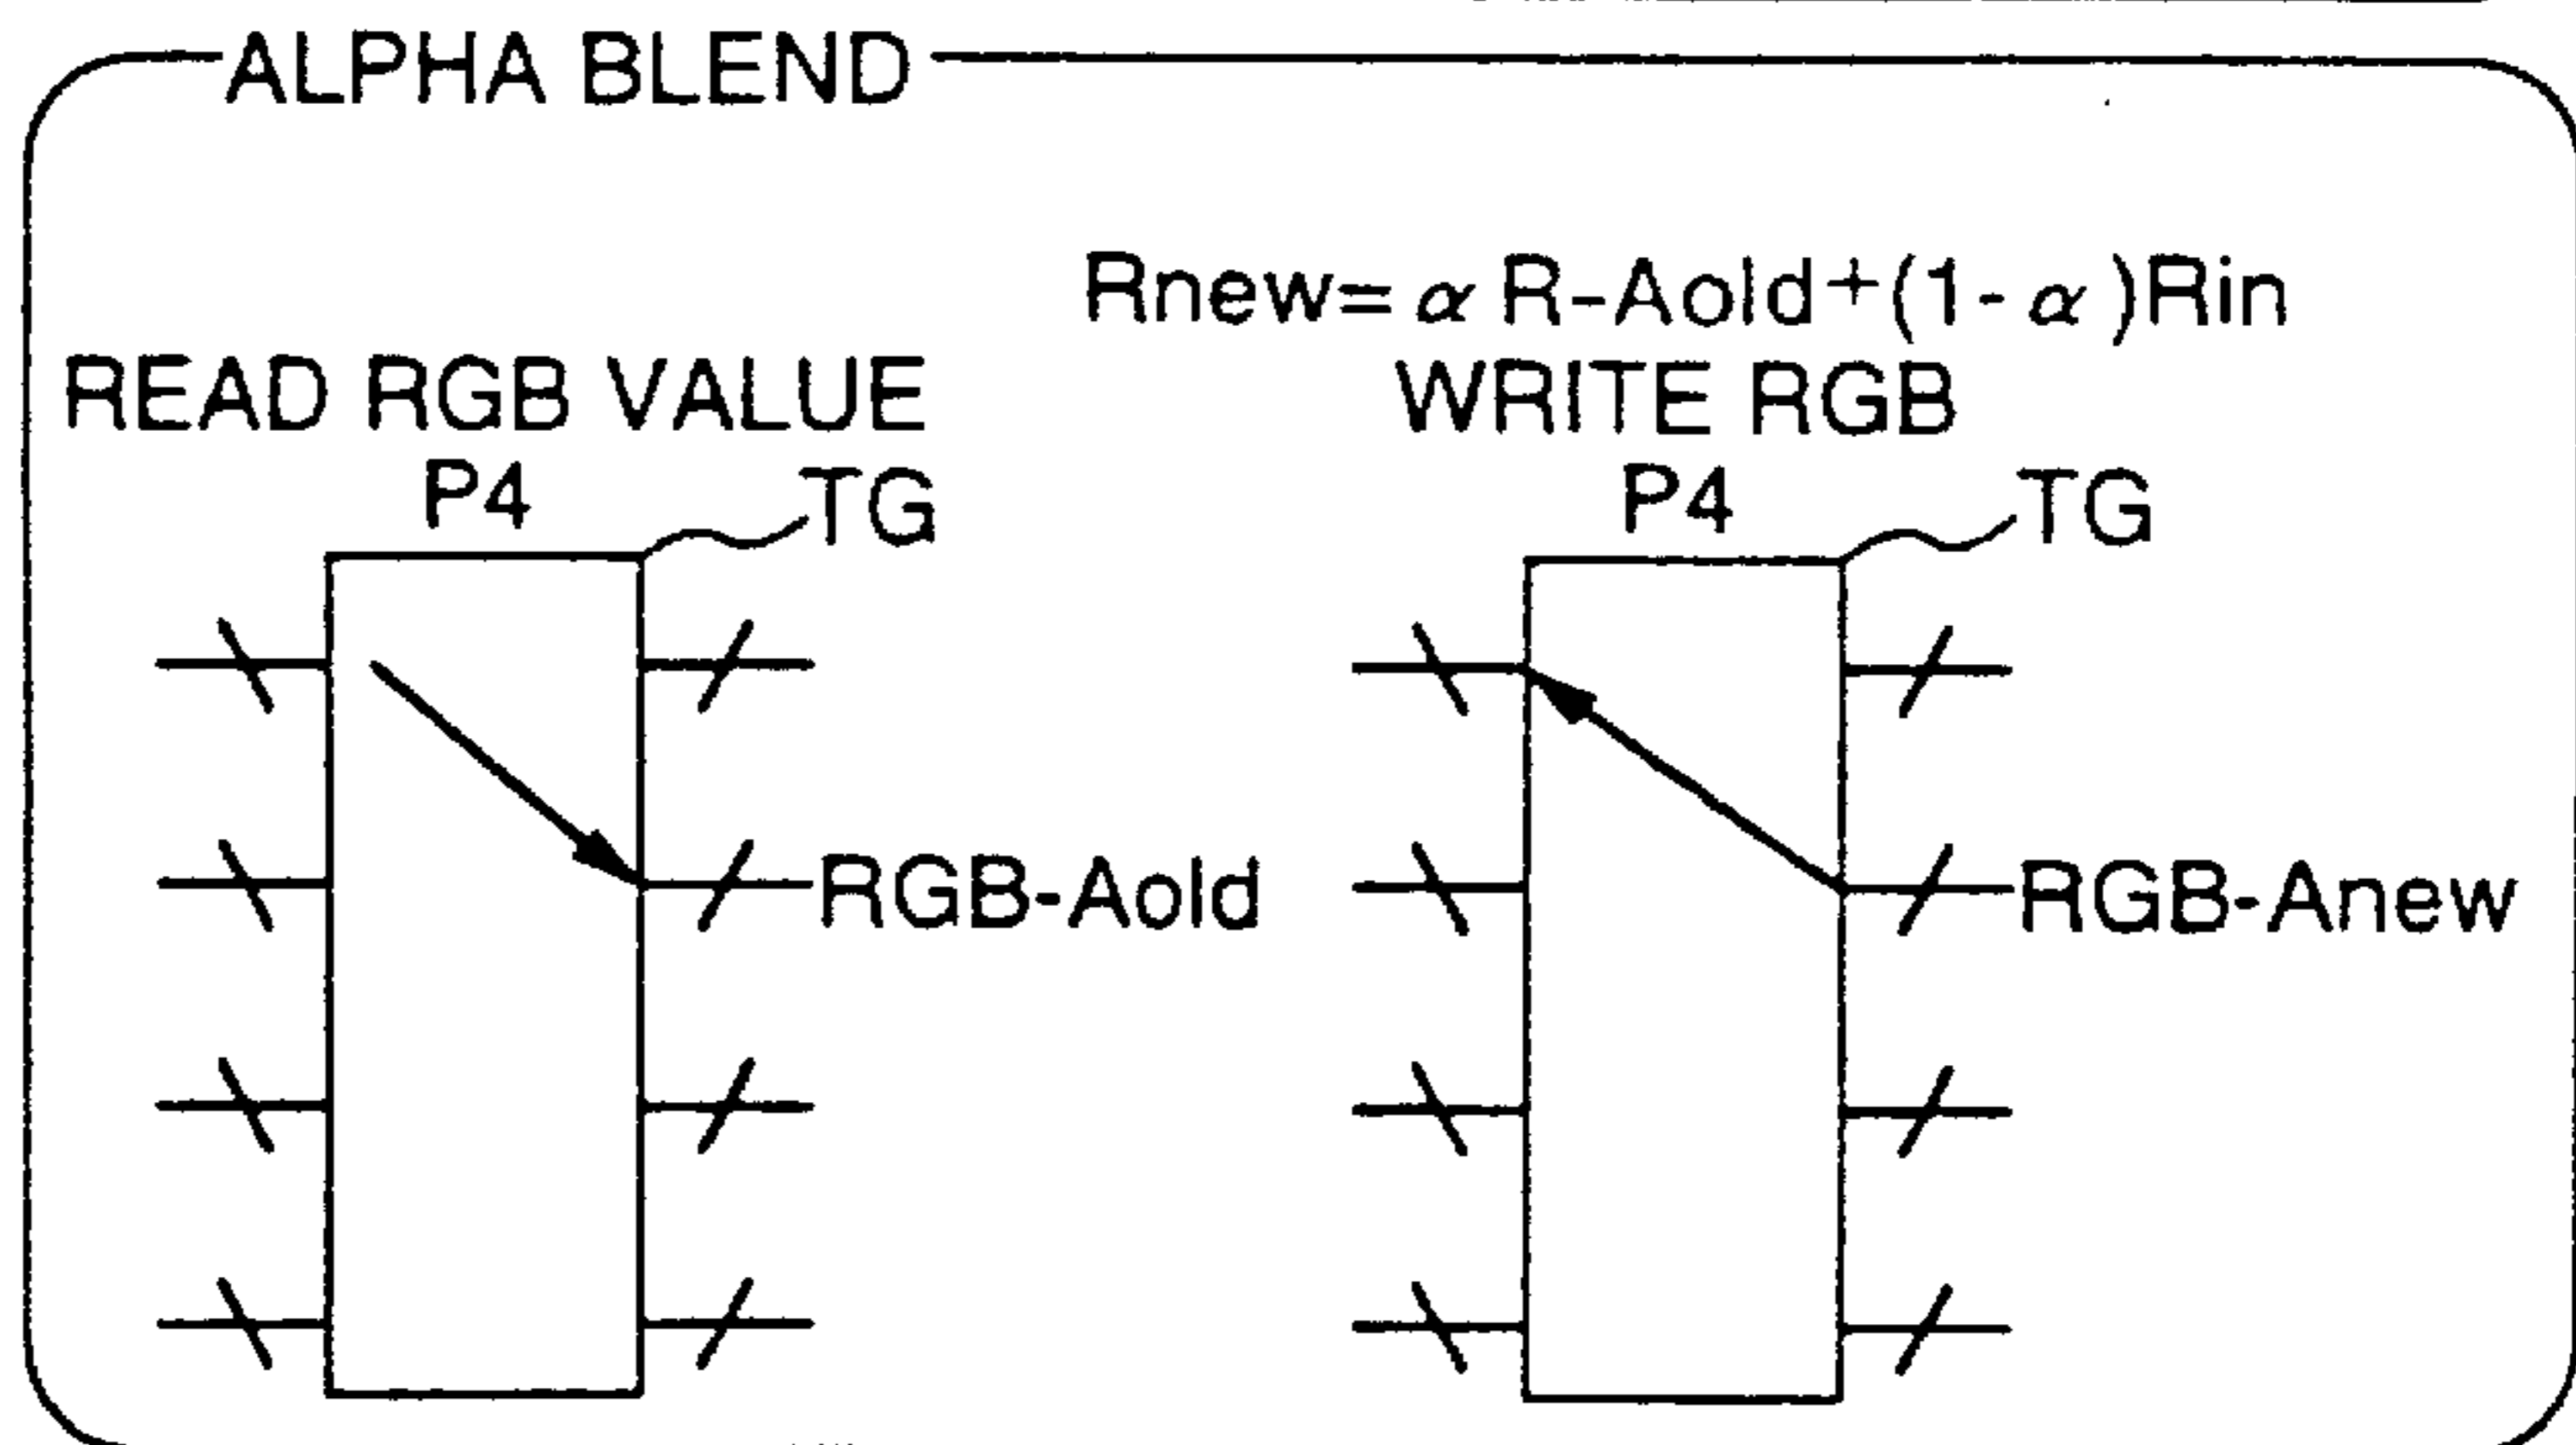 ALPHA BLEND
Rnew=α R-Aold+(1-α)Rin
READ RGB VALUE
WRITE RGB
P4
TG
P4
TG
RGB-Aold
RGB-Anew